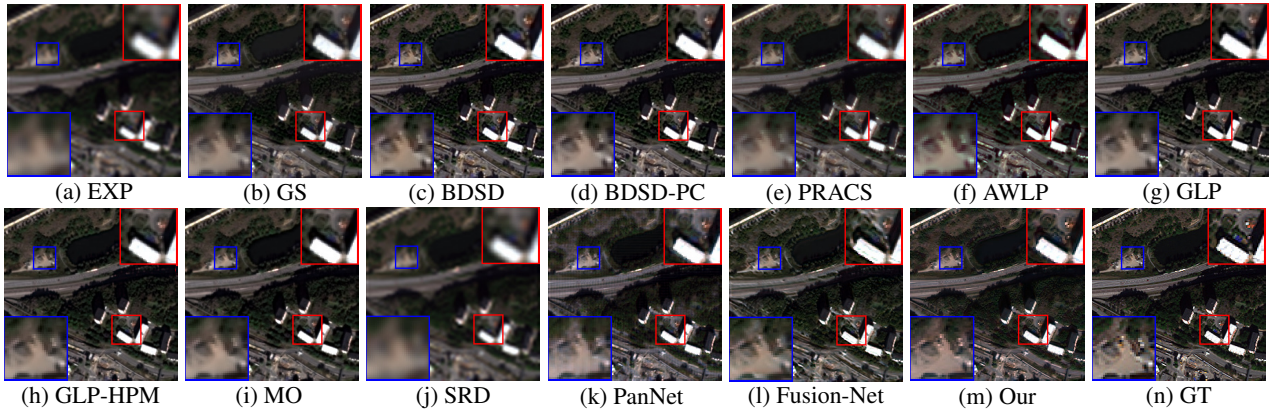 (a) EXP (b) GS (c) BDSD (d) BDSD-PC (e) PRACS (f) AWLP (g) GLP
(h) GLP-HPM (i) MO (j) SRD (k) PanNet (l) Fusion-Net (m) Our (n) GT